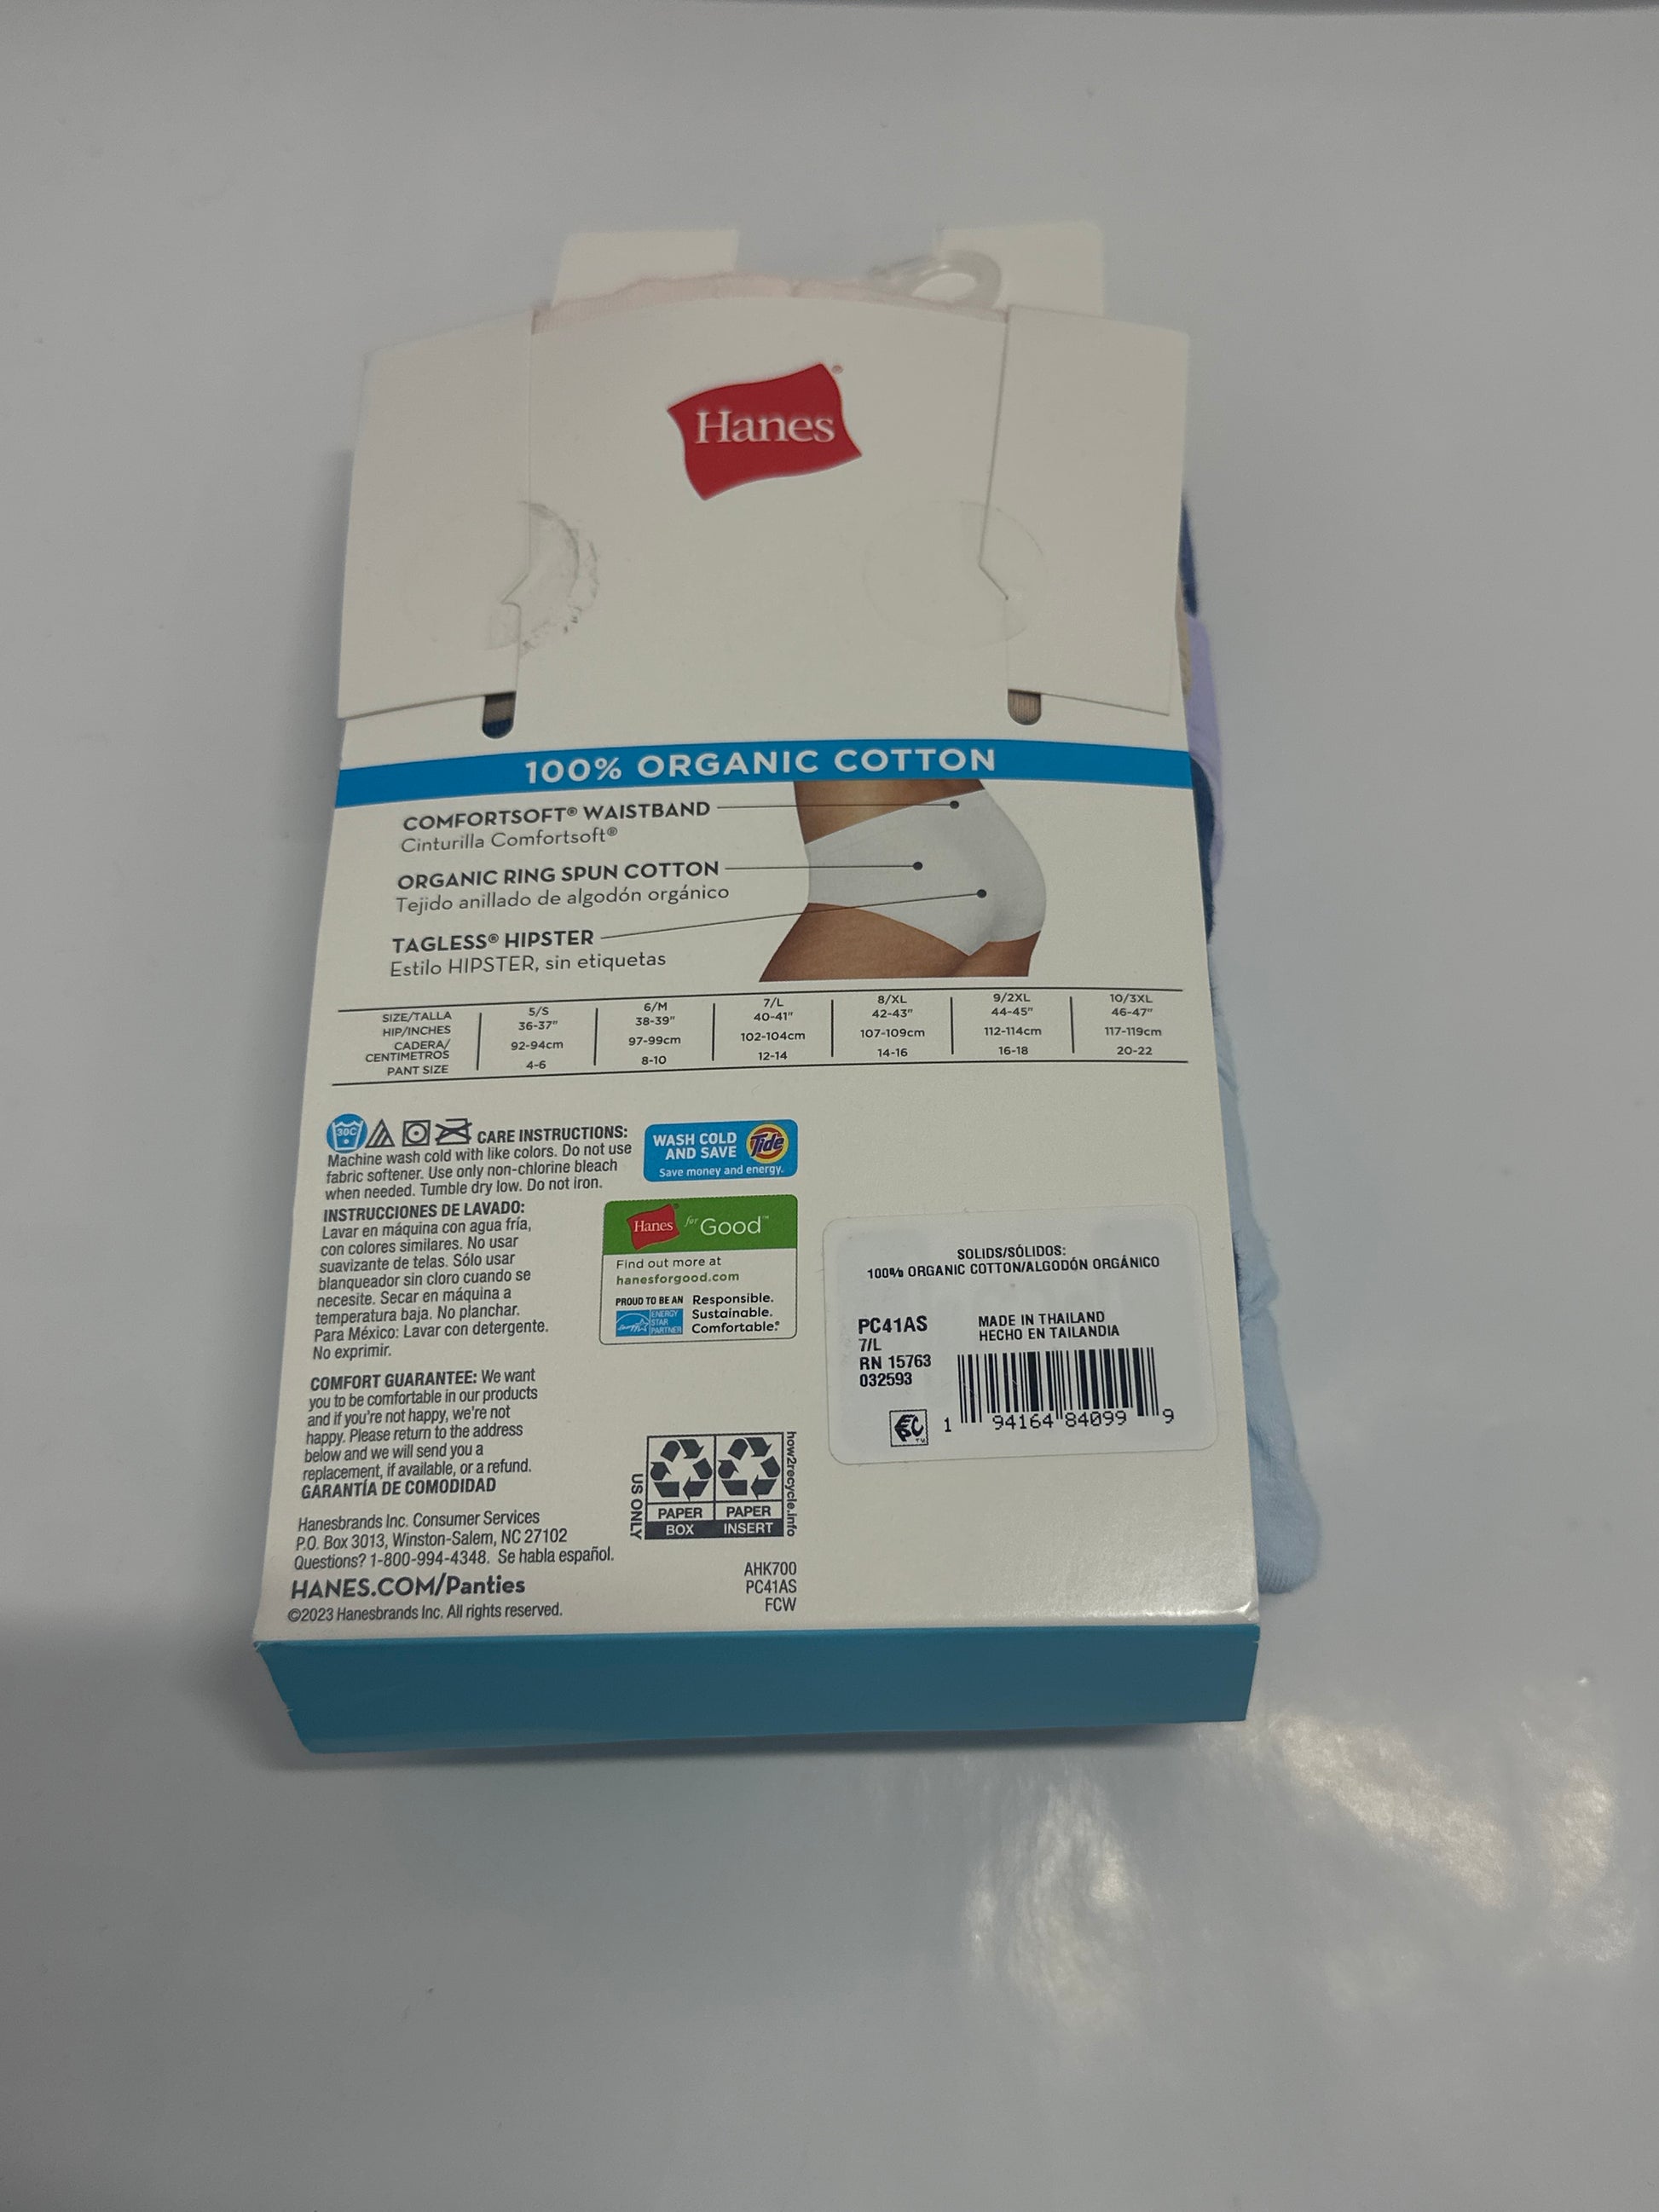 Hanes®
100% ORGANIC COTTON
COMFORTSOFT® WAISTBAND
Cinturilla Comfortsoft®
ORGANIC RING SPUN COTTON
Tejido anillado de algodón orgánico
TAGLESS® HIPSTER
Estilo HIPSTER, sin etiquetas
SIZE/TALLA 5/S 6/M 7/L 8/XL 9/2XL 10/3XL
HIP/INCHES 36-37" 38-39" 40-41" 42-43" 44-45" 46-47"
CADERA/
CENTIMETROS 92-94cm 97-99cm 102-104cm 107-109cm 112-114cm 117-119cm
PANT SIZE 4-6 8-10 12-14 14-16 16-18 20-22
30C
CARE INSTRUCTIONS:
Machine wash cold with like colors. Do not use
fabric softener. Use only non-chlorine bleach
when needed. Tumble dry low. Do not iron.
INSTRUCCIONES DE LAVADO:
Lavar en máquina con agua fría,
con colores similares. No usar
suavizante de telas. Sólo usar
blanqueador sin cloro cuando se
necesite. Secar en máquina a
temperatura baja. No planchar.
Para México: Lavar con detergente.
No exprimir.
COMFORT GUARANTEE: We want
you to be comfortable in our products
and if you're not happy, we're not
happy. Please return to the address
below and we will send you a
replacement, if available, or a refund.
GARANTÍA DE COMODIDAD
Hanesbrands Inc. Consumer Services
P.O. Box 3013, Winston-Salem, NC 27102
Questions? 1-800-994-4348. Se habla español.
HANES.COM/Panties
©2023 Hanesbrands Inc. All rights reserved.
WASH COLD
AND SAVE
Tide
Save money and energy.
Hanes for Good™
Find out more at
hanesforgood.com
PROUD TO BE AN
ENERGY
STAR
PARTNER
Responsible.
Sustainable.
Comfortable.®
US ONLY
PAPER
BOX
PAPER
INSERT
how2recycle.info
AHK700
PC41AS
FCW
SOLIDS/SÓLIDOS:
100% ORGANIC COTTON/ALGODÓN ORGÁNICO
PC41AS
7/L
RN 15763
032593
MADE IN THAILAND
HECHO EN TAILANDIA
1 94164 84099 9